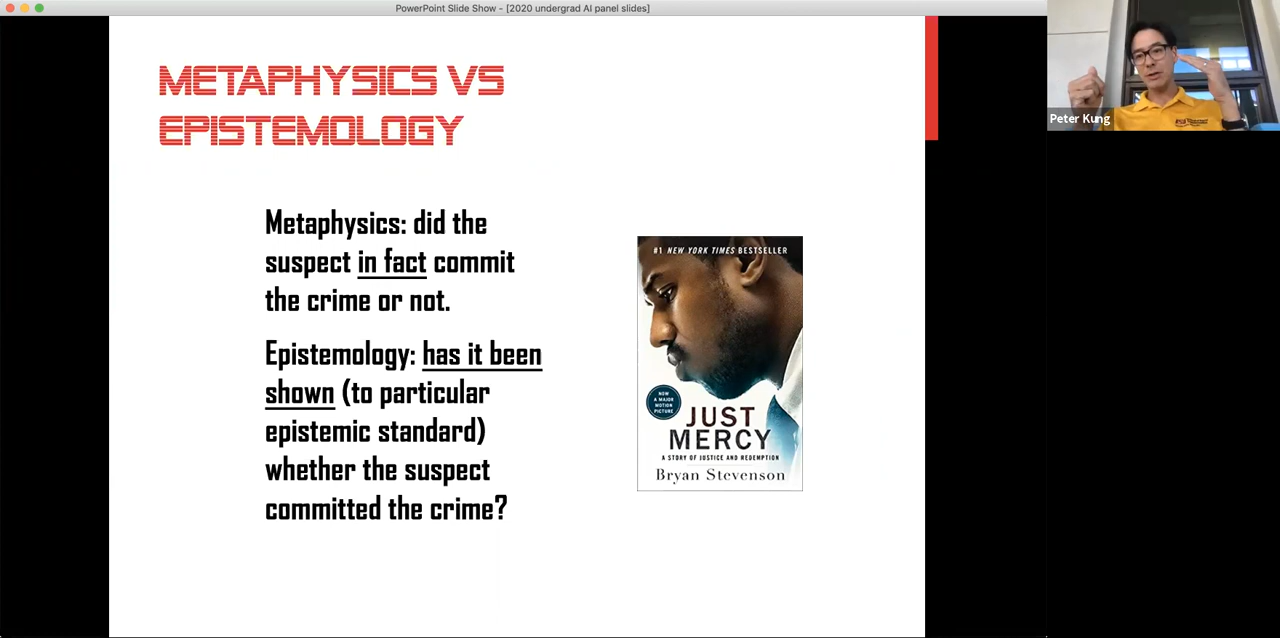 PowerPoint Slide Show - [2020 undergrad AI panel slides]
METAPHYSICS VS
EPISTEMOLOGY
Metaphysics: did the
suspect in fact commit
the crime or not.
Epistemology: has it been
shown (to particular
epistemic standard)
whether the suspect
committed the crime?
#1 NEW YORK TIMES BESTSELLER
NOW
A MAJOR
MOTION
PICTURE
JUST
MERCY
A STORY OF JUSTICE AND REDEMPTION
Bryan Stevenson
Peter Kung